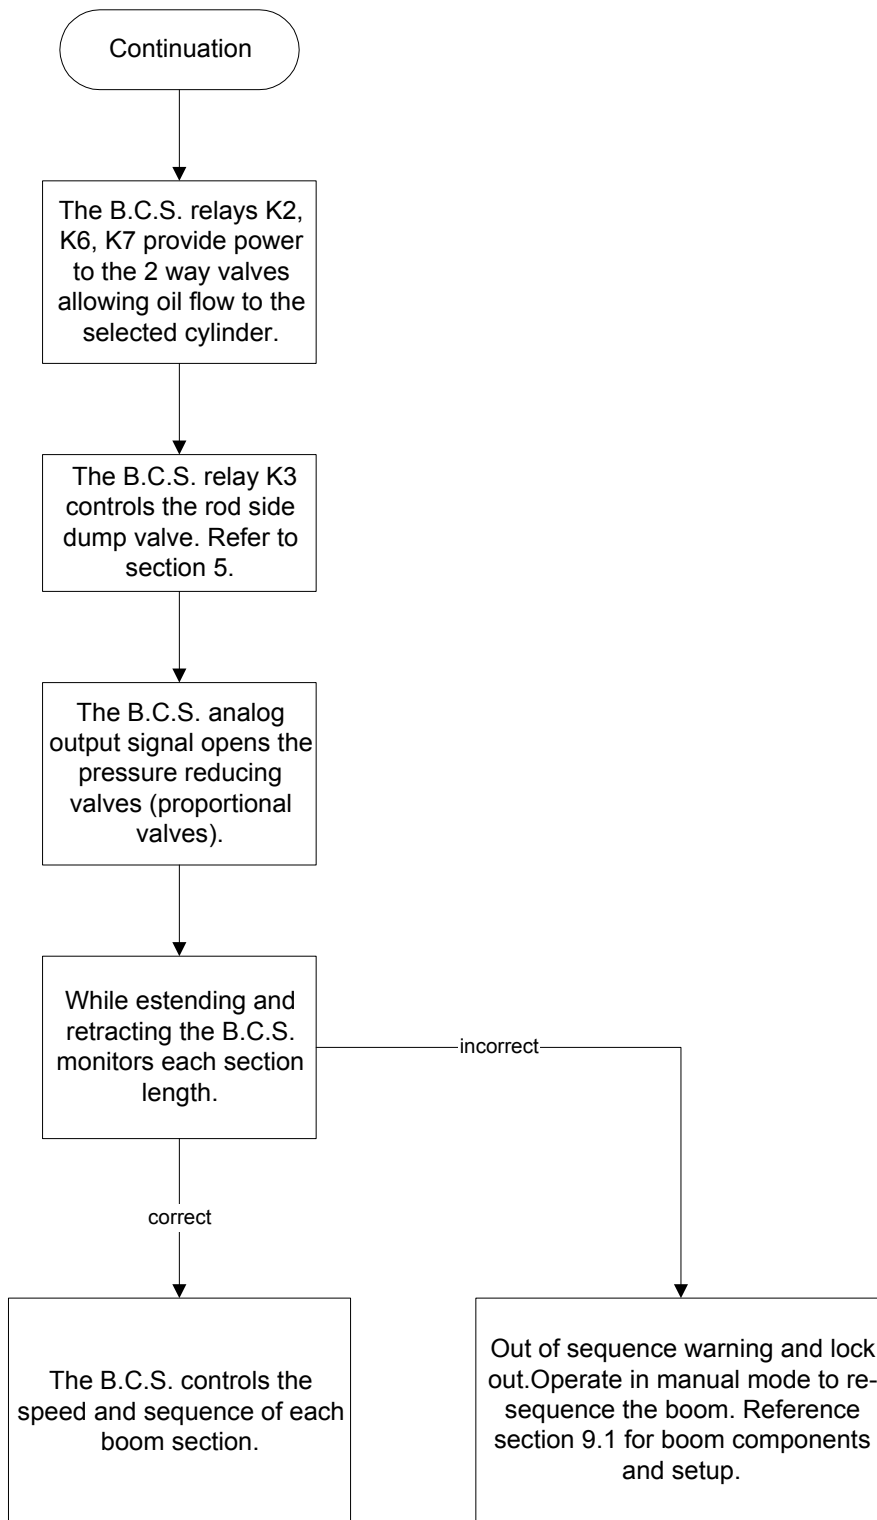 Continuation
The B.C.S. relays K2,
K6, K7 provide power
to the 2 way valves
allowing oil flow to the
selected cylinder.
The B.C.S. relay K3
controls the rod side
dump valve. Refer to
section 5.
The B.C.S. analog
output signal opens the
pressure reducing
valves (proportional
valves).
While estending and
retracting the B.C.S.
monitors each section
length.
incorrect
correct
The B.C.S. controls the
speed and sequence of each
boom section.
Out of sequence warning and lock
out.Operate in manual mode to re-
sequence the boom. Reference
section 9.1 for boom components
and setup.